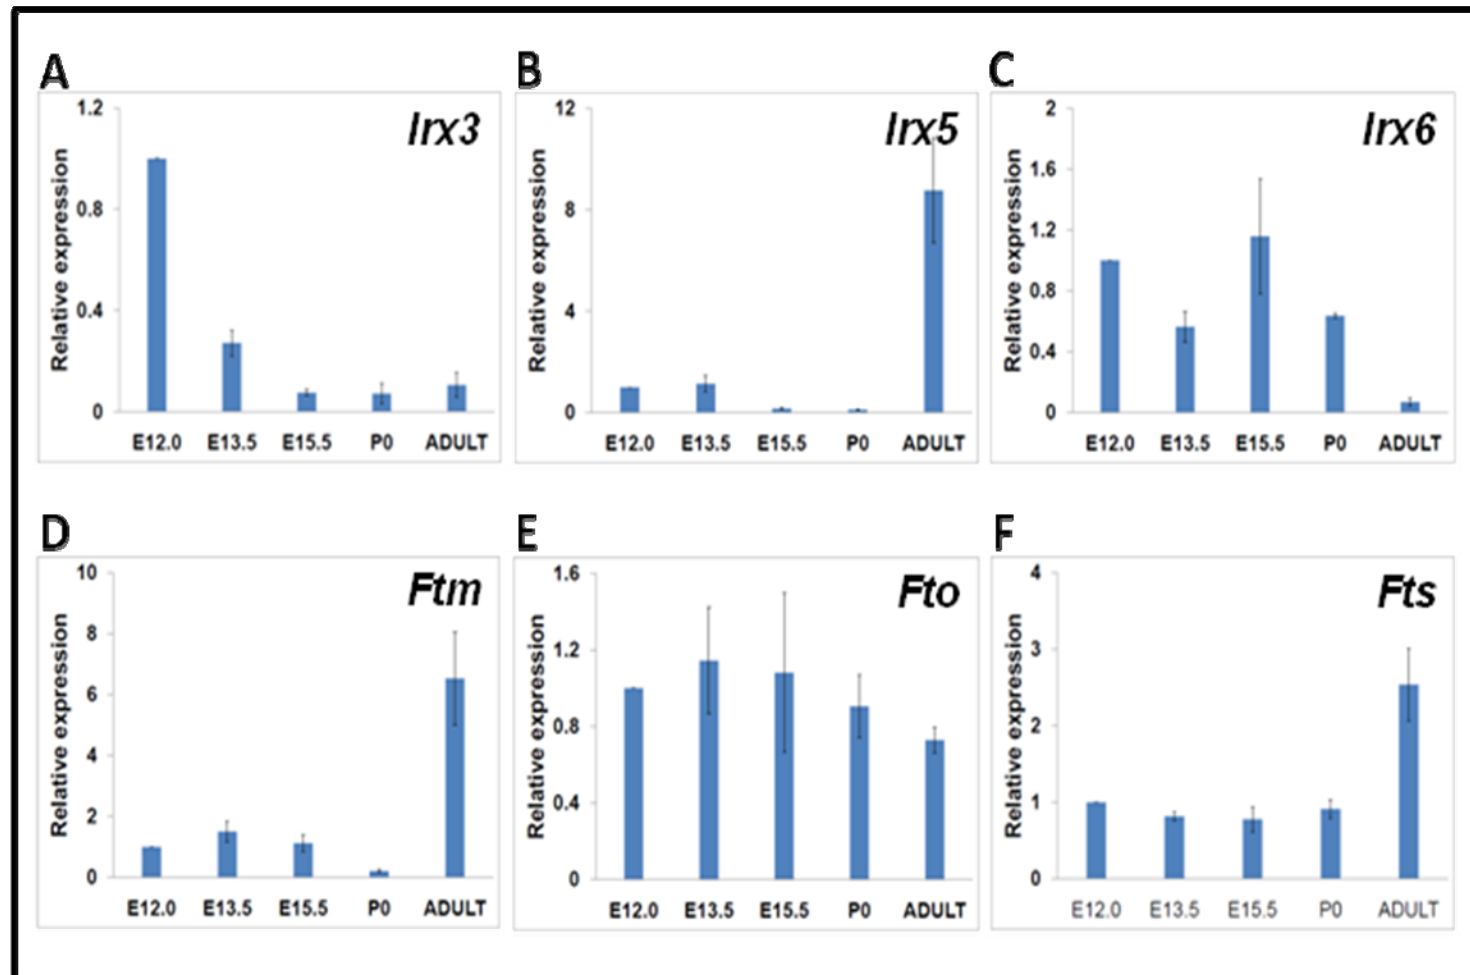 A
Irx3
Relative expression
1.2
0.8
0.4
0
E12.0 E13.5 E15.5 P0 ADULT
B
Irx5
Relative expression
12
8
4
0
E12.0 E13.5 E15.5 P0 ADULT
C
Irx6
Relative expression
2
1.6
1.2
0.8
0.4
0
E12.0 E13.5 E15.5 P0 ADULT
D
Ftm
Relative expression
10
8
6
4
2
0
E12.0 E13.5 E15.5 P0 ADULT
E
Fto
Relative expression
1.6
1.2
0.8
0.4
0
E12.0 E13.5 E15.5 P0 ADULT
F
Fts
Relative expression
4
3
2
1
0
E12.0 E13.5 E15.5 P0 ADULT